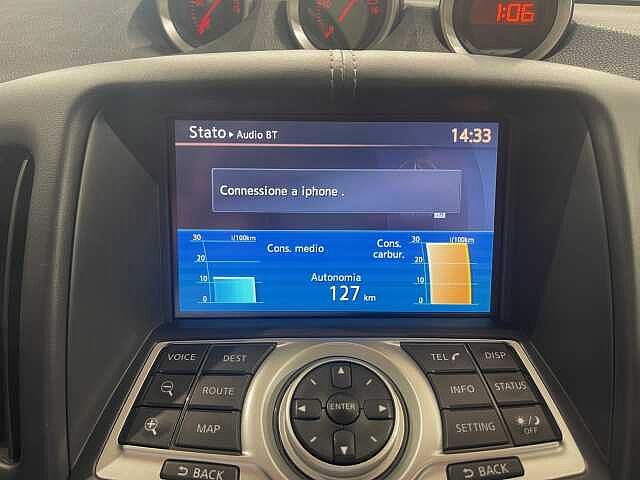 1:06
Stato ▸ Audio BT 14:33
Connessione a iphone .
30 l/100km Cons. medio Cons. carbur. 30 l/100km
20 20
10 Autonomia 10
0 127 km 0
VOICE DEST TEL DISP
ROUTE INFO STATUS
MAP ENTER SETTING OFF
BACK BACK